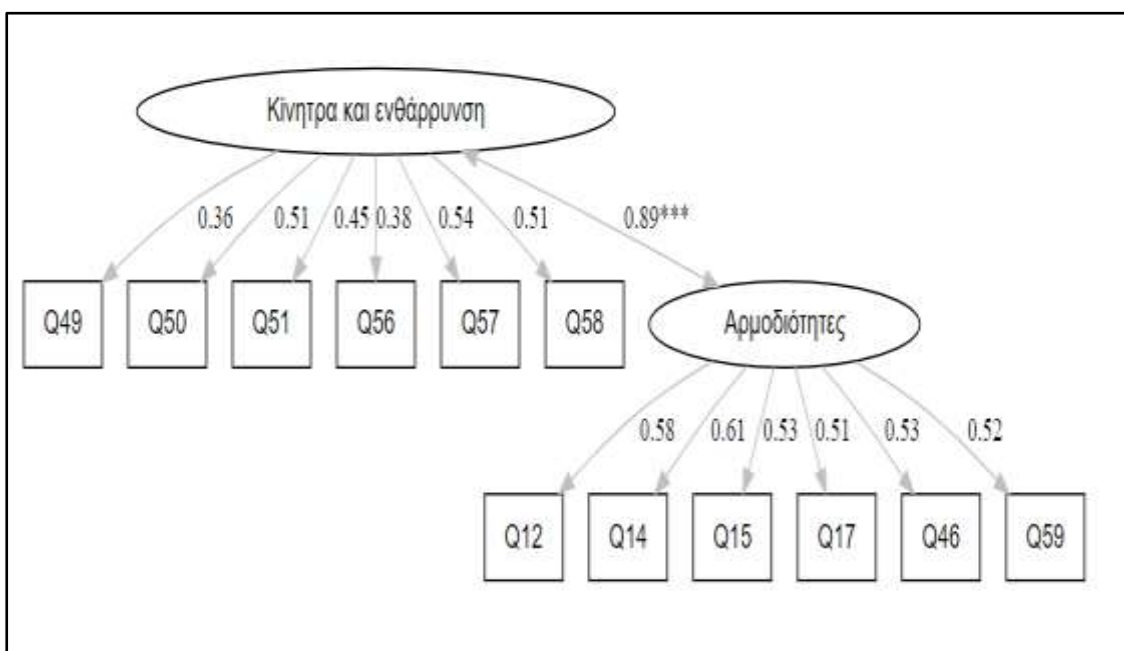 Κίνητρα και ενθάρρυνση
0.36 0.51 0.45 0.38 0.54 0.51 0.89***
Q49 Q50 Q51 Q56 Q57 Q58
Αρμοδιότητες
0.58 0.61 0.53 0.51 0.53 0.52
Q12 Q14 Q15 Q17 Q46 Q59